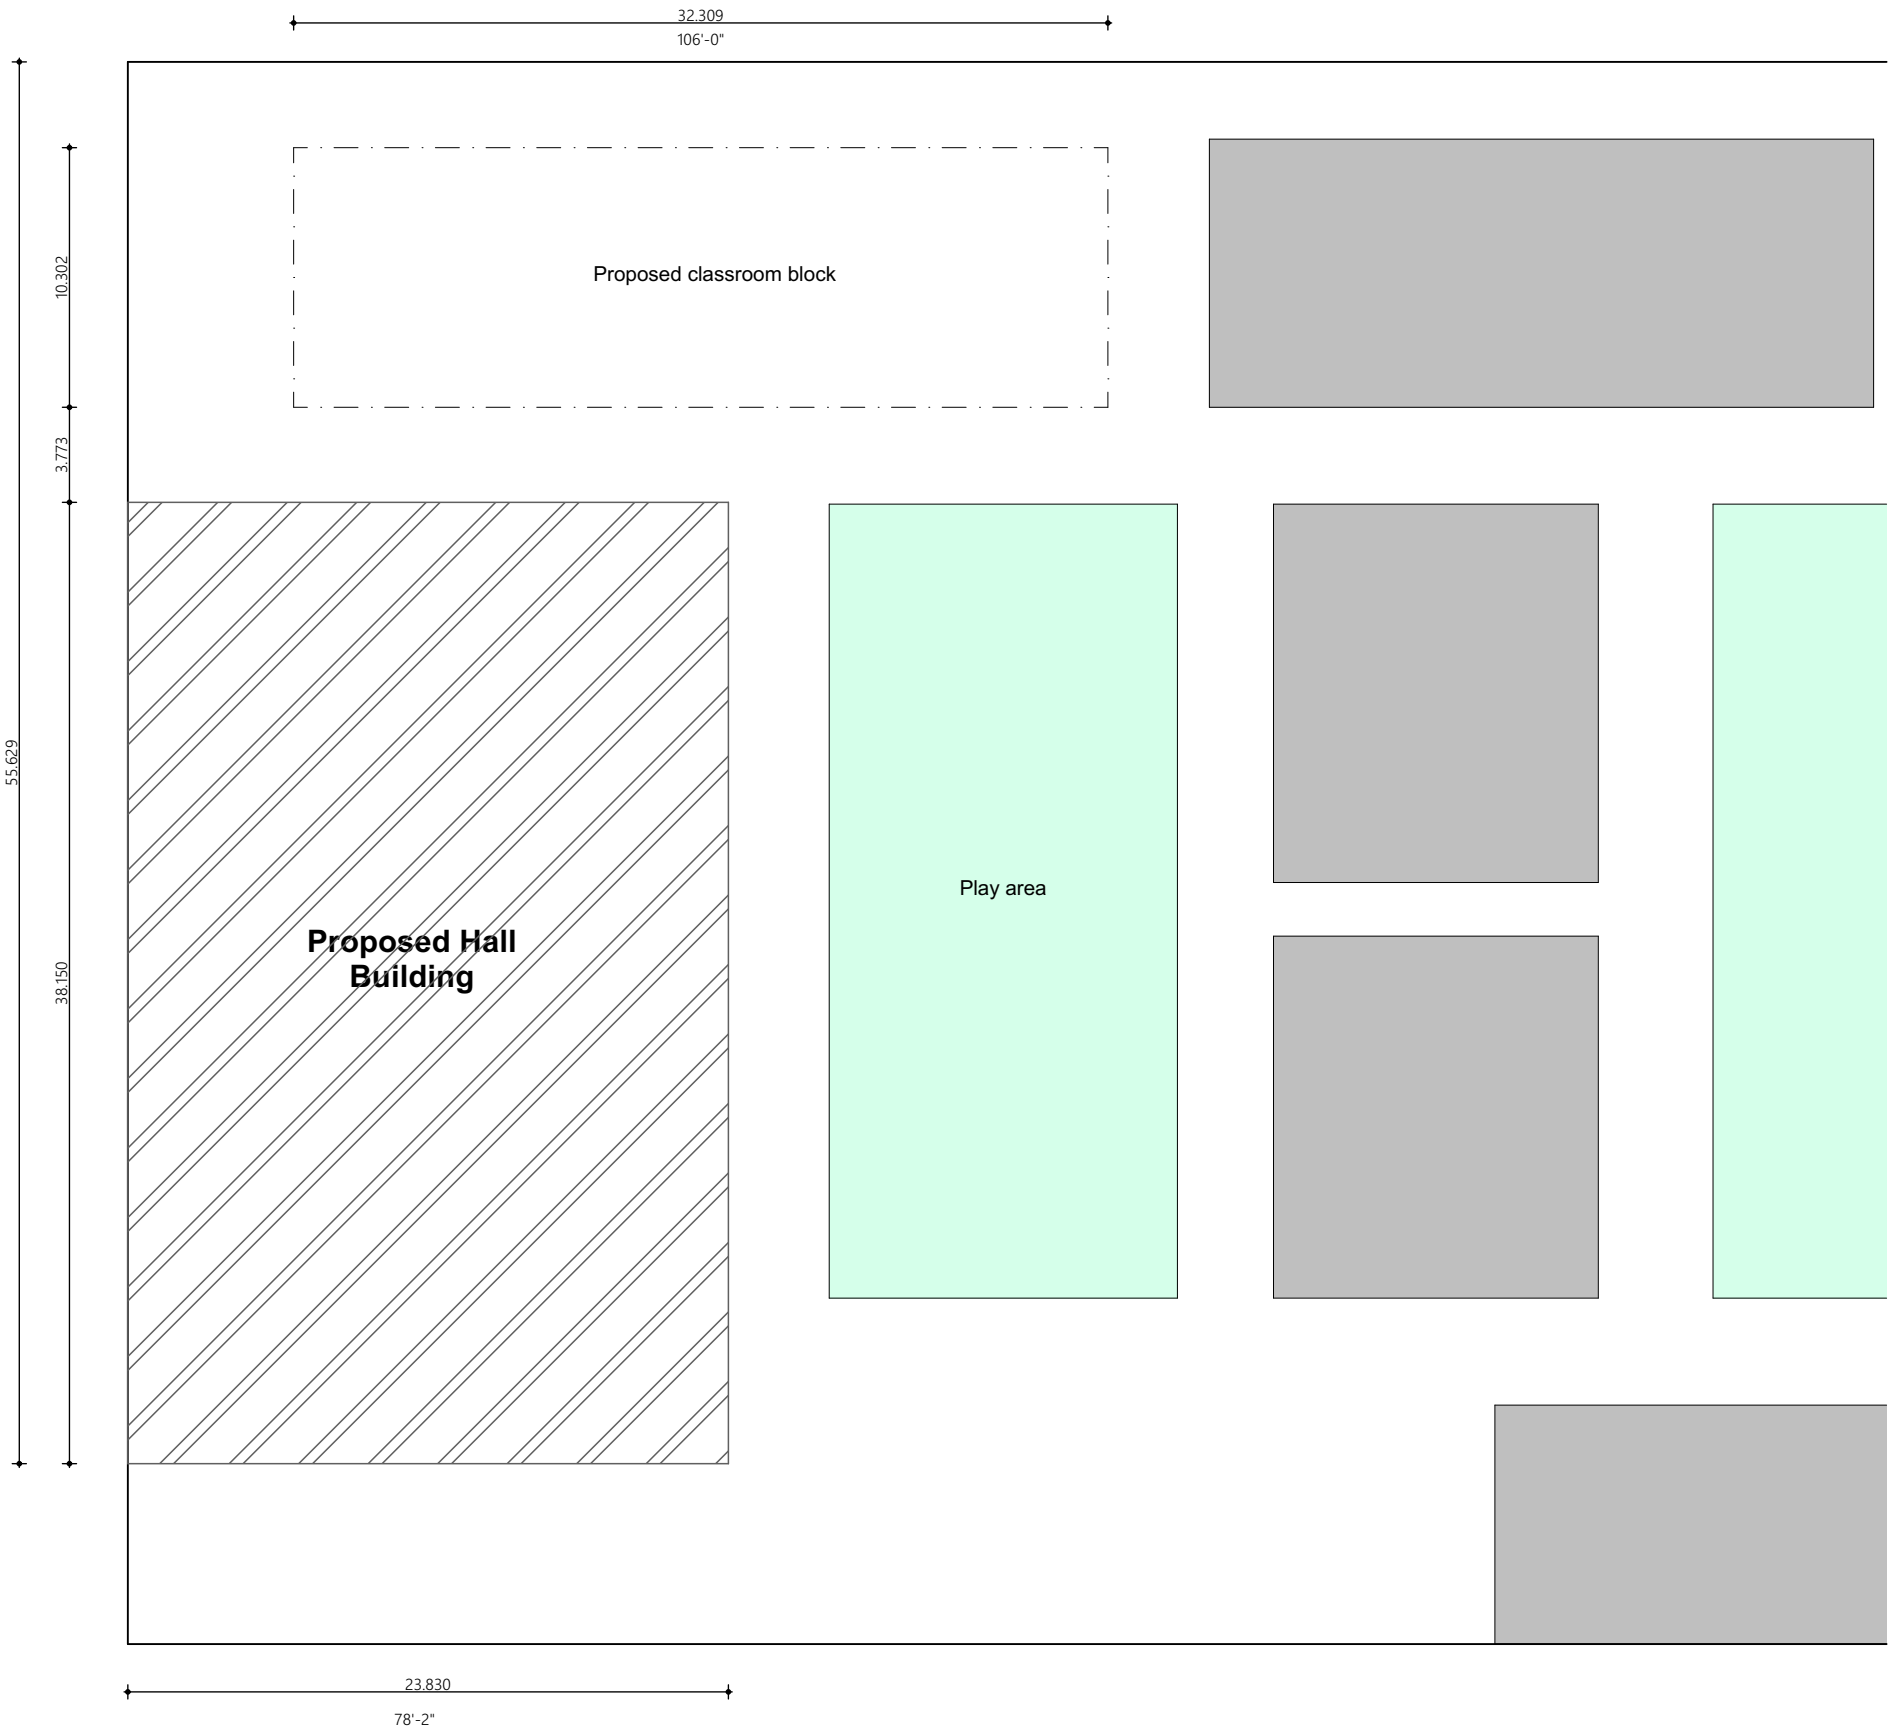 32.309
106'-0"
10.302
Proposed classroom block
3.773
55.629
Play area
Proposed Hall
Building
38.150
23.830
78'-2"